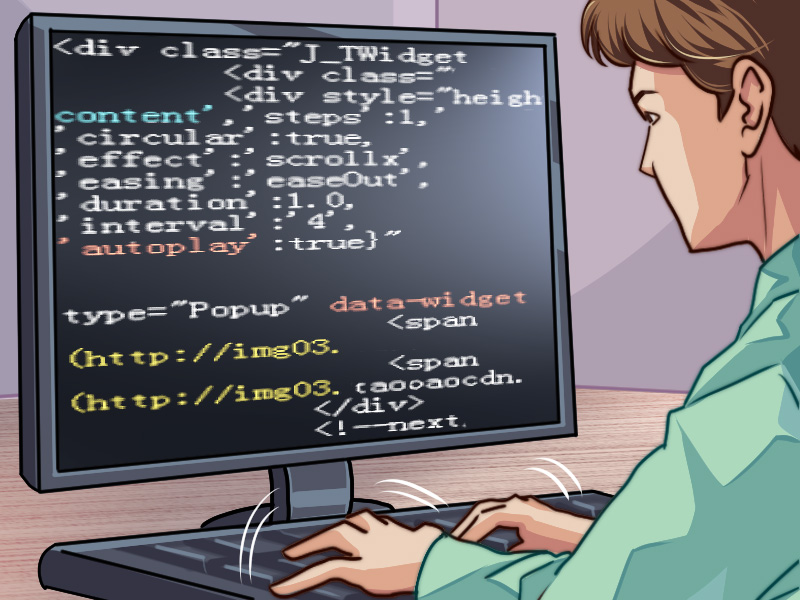 <div class="J_TWidget
<div class="
<div style="heigh
content','steps':1,'
'circular':true,
'effect':'scrollx',
'easing':'easeOut',
'duration':1.0,
'interval':'4',
'autoplay':true}"
type="Popup" data-widget
<span
(http://img03.
<span
(http://img03. taooaocdn.
</div>
<!--next.